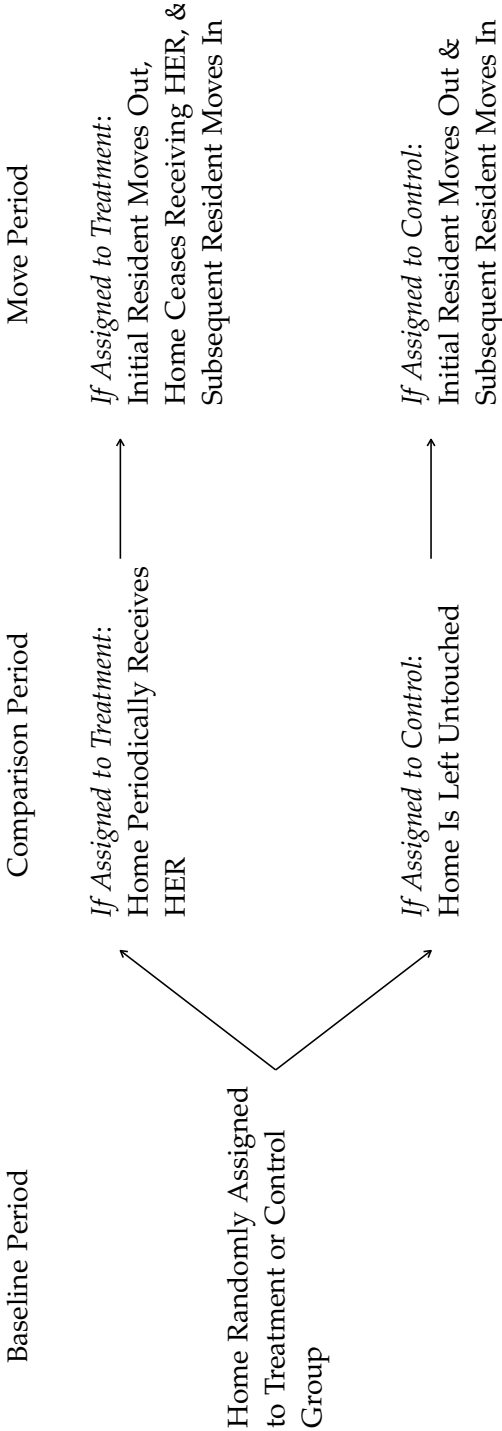 Baseline Period
Comparison Period
Move Period
Home Randomly Assigned
to Treatment or Control
Group
If Assigned to Treatment:
Home Periodically Receives
HER
If Assigned to Treatment:
Initial Resident Moves Out,
Home Ceases Receiving HER, &
Subsequent Resident Moves In
If Assigned to Control:
Home Is Left Untouched
If Assigned to Control:
Initial Resident Moves Out &
Subsequent Resident Moves In